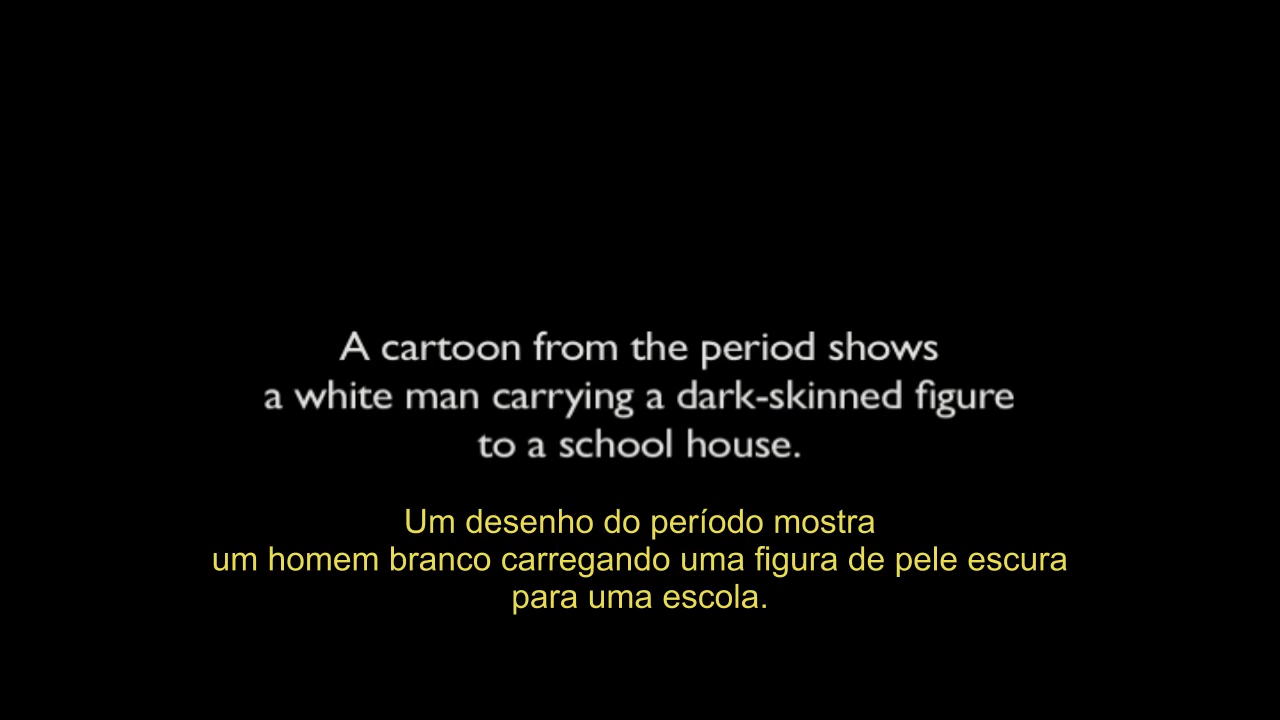 A cartoon from the period shows
a white man carrying a dark-skinned figure
to a school house.
Um desenho do período mostra
um homem branco carregando uma figura de pele escura
para uma escola.